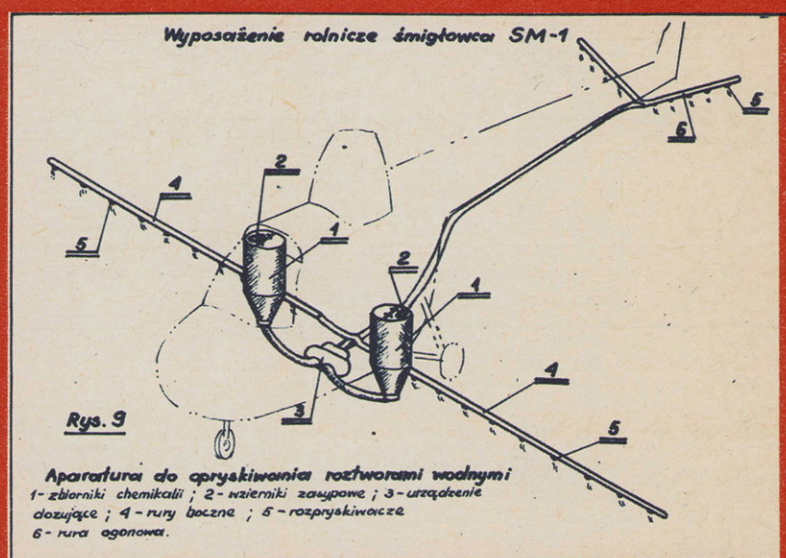 Wyposażenie rolnicze śmigłowca SM-1
5
6
2
4
1
5
2
1
4
3
5
Rys. 9
Aparatura do opryskiwania roztworami wodnymi
1- zbiorniki chemikalii ; 2 - wzierniki zasypowe ; 3 - urządzenie
dozujące ; 4 - rury boczne ; 5 - rozpryskiwacze
6 - rura ogonowa.